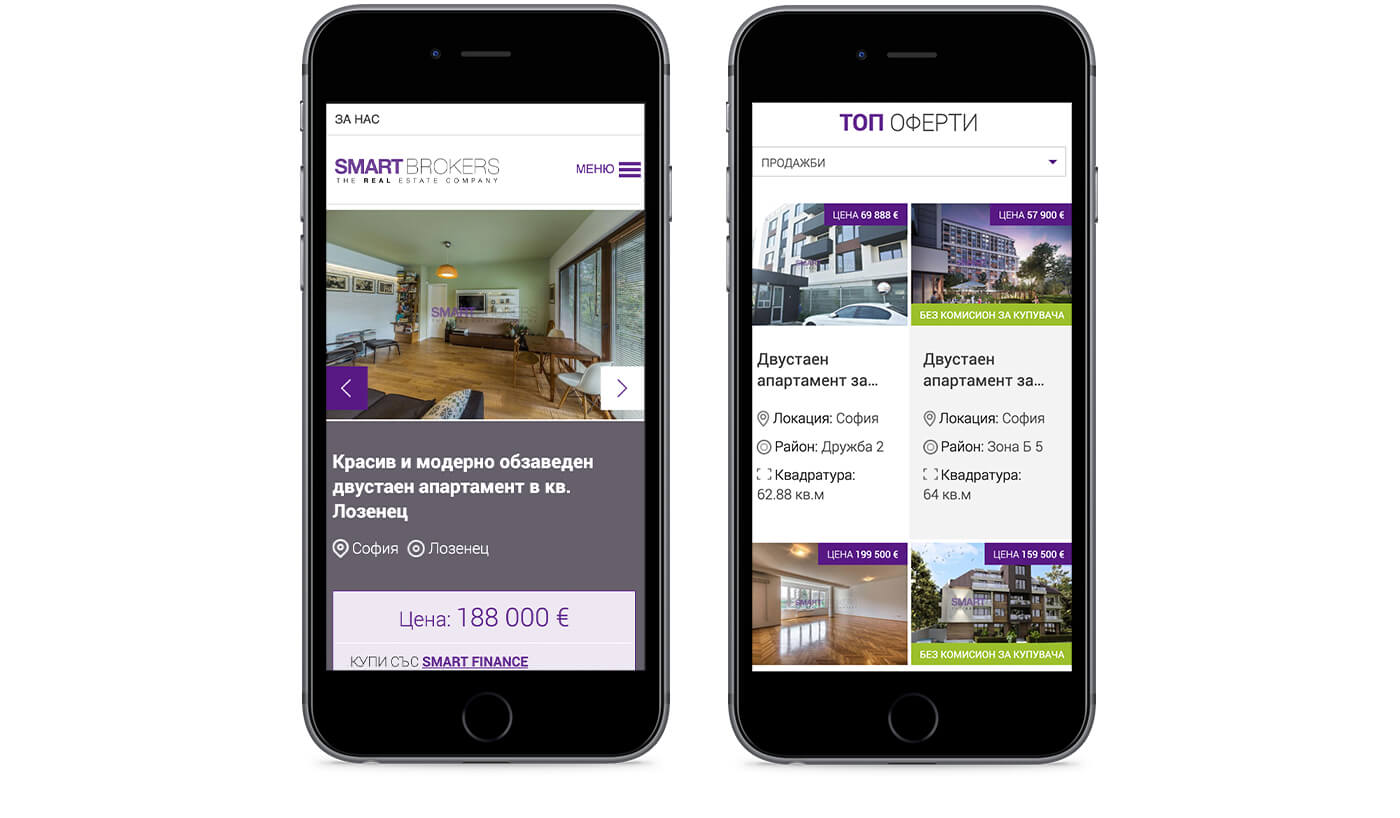 ЗА НАС
SMART BROKERS
THE REAL ESTATE COMPANY
МЕНЮ
SMART BROKERS
Красив и модерно обзаведен
двустаен апартамент в кв.
Лозенец
София Лозенец
Цена: 188 000 €
КУПИ СЪС SMART FINANCE
ТОП ОФЕРТИ
ПРОДАЖБИ
ЦЕНА 69 888 €
Двустаен
апартамент за...
Локация: София
Район: Дружба 2
Квадратура:
62.88 кв.м
ЦЕНА 57 900 €
БЕЗ КОМИСИОН ЗА КУПУВАЧА
Двустаен
апартамент за...
Локация: София
Район: Зона Б 5
Квадратура:
64 кв.м
ЦЕНА 199 500 €
SMART
ЦЕНА 159 500 €
SMART
БЕЗ КОМИСИОН ЗА КУПУВАЧА